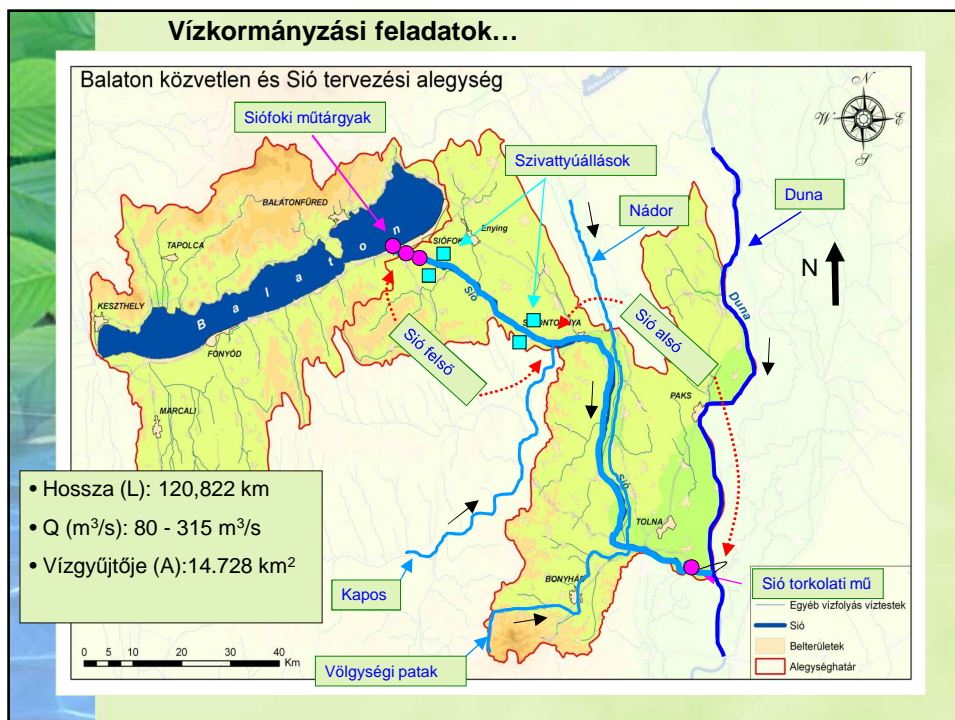 Vízkormányzási feladatok…
Balaton közvetlen és Sió tervezési alegység
N
W
E
S
Siófoki műtárgyak
Szivattyúállások
Nádor
Duna
BALATONFÜRED
TAPOLCA
Enying
SIÓFOK
N
KESZTHELY
Balaton
Sió
Duna
FONYÓD
Sió felső
Sió alsó
MARCALI
PAKS
• Hossza (L): 120,822 km
• Q (m³/s): 80 - 315 m³/s
• Vízgyűjtője (A):14.728 km²
Sió
TOLNA
Kapos
Sió torkolati mű
Egyéb vízfolyás víztestek
Sió
Belterületek
Alegységhatár
0 5 10 20 30 40
Km
Völgységi patak